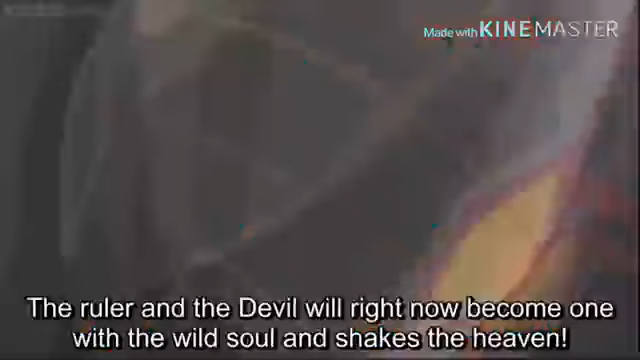 Made with KINEMASTER
The ruler and the Devil will right now become one
with the wild soul and shakes the heaven!